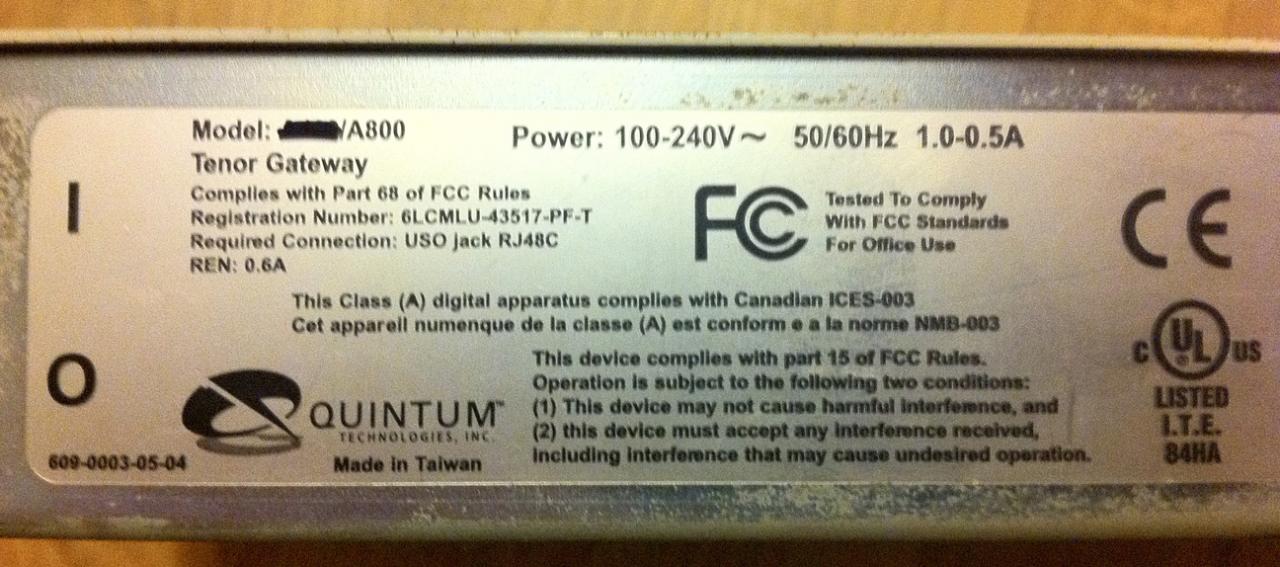 Model: /A800
Power: 100-240V~ 50/60Hz 1.0-0.5A
Tenor Gateway
Complies with Part 68 of FCC Rules
Registration Number: 6LCMLU-43517-PF-T
Required Connection: USO jack RJ48C
REN: 0.6A
FC
Tested To Comply
With FCC Standards
For Office Use
CE
This Class (A) digital apparatus complies with Canadian ICES-003
Cet appareil numenque de la classe (A) est conform e a la norme NMB-003
I
O
609-0003-05-04
QUINTUM™
TECHNOLOGIES, INC.
Made in Taiwan
This device complies with part 15 of FCC Rules.
Operation is subject to the following two conditions:
(1) This device may not cause harmful interference, and
(2) this device must accept any interference received,
including interference that may cause undesired operation.
C UL® US
LISTED
I.T.E.
84HA